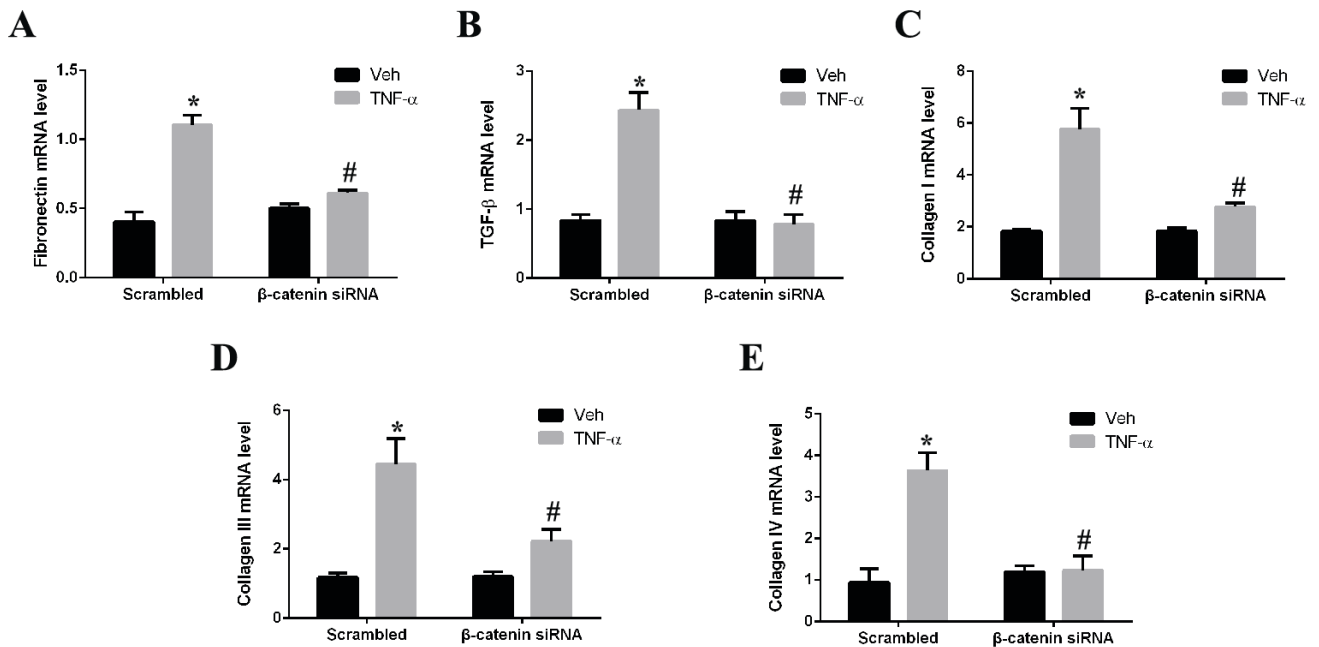 A
Fibronectin mRNA level
1.5
1.0
0.5
0.0
Veh
TNF-α
*
#
Scrambled
β-catenin siRNA
B
TGF-β mRNA level
3
2
1
0
Veh
TNF-α
*
#
Scrambled
β-catenin siRNA
C
Collagen I mRNA level
8
6
4
2
0
Veh
TNF-α
*
#
Scrambled
β-catenin siRNA
D
Collagen III mRNA level
6
4
2
0
Veh
TNF-α
*
#
Scrambled
β-catenin siRNA
E
Collagen IV mRNA level
5
4
3
2
1
0
Veh
TNF-α
*
#
Scrambled
β-catenin siRNA